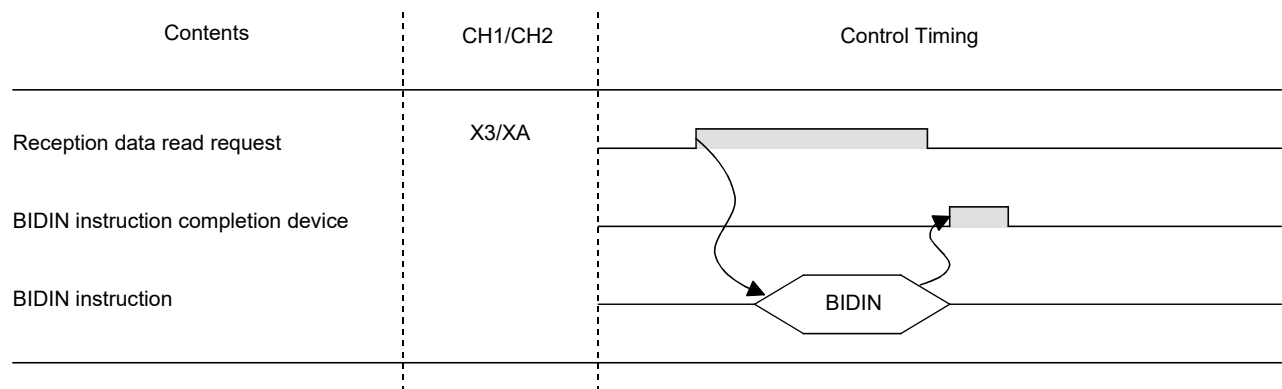 Contents CH1/CH2 Control Timing
Reception data read request X3/XA
BIDIN instruction completion device
BIDIN instruction BIDIN